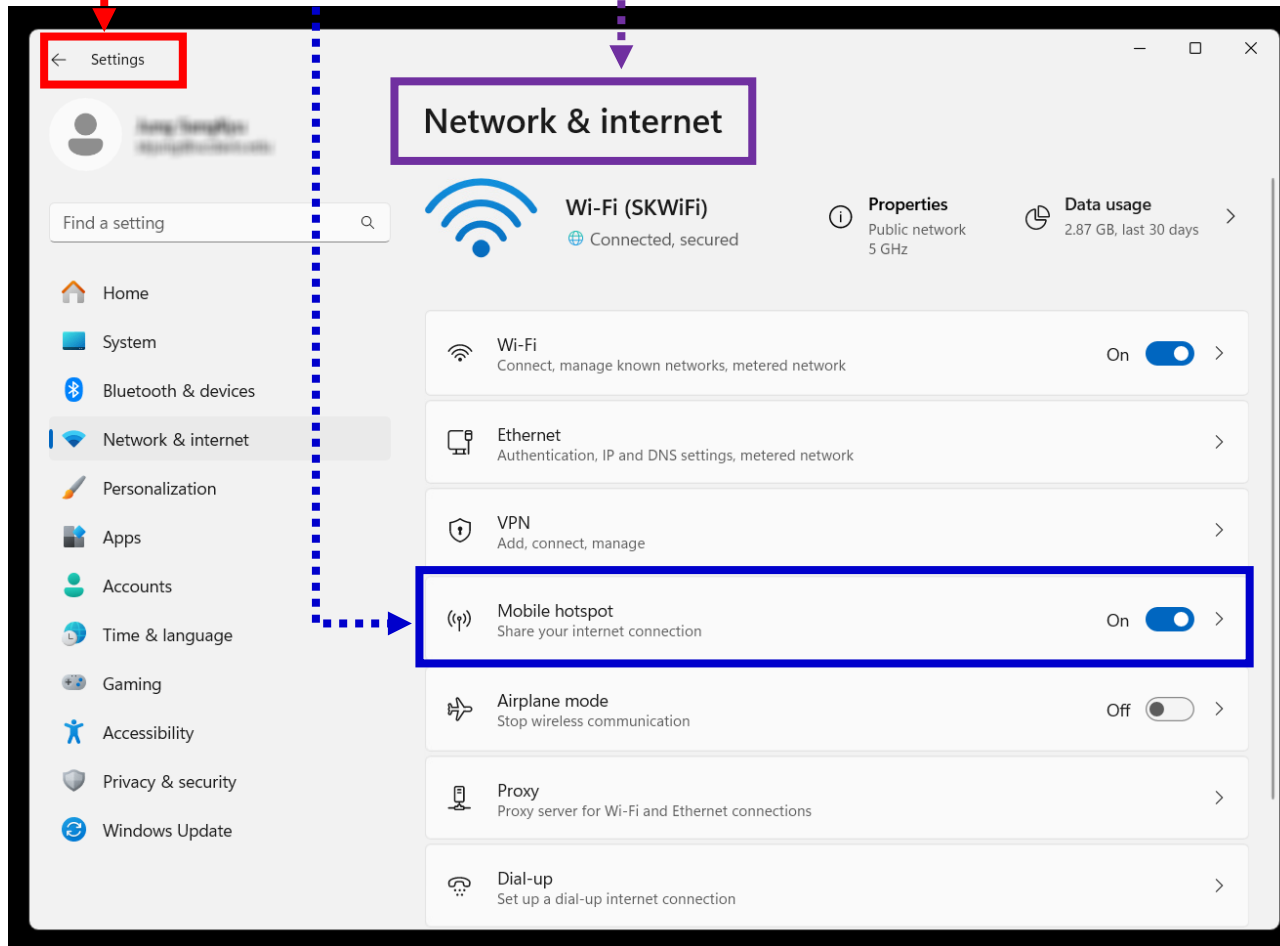 Settings
Network & internet
Find a setting
Home
System
Bluetooth & devices
Network & internet
Personalization
Apps
Accounts
Time & language
Gaming
Accessibility
Privacy & security
Windows Update
Wi-Fi (SKWiFi)
Connected, secured
Properties
Public network
5 GHz
Data usage
2.87 GB, last 30 days
Wi-Fi
Connect, manage known networks, metered network
On
Ethernet
Authentication, IP and DNS settings, metered network
VPN
Add, connect, manage
Mobile hotspot
Share your internet connection
On
Airplane mode
Stop wireless communication
Off
Proxy
Proxy server for Wi-Fi and Ethernet connections
Dial-up
Set up a dial-up internet connection